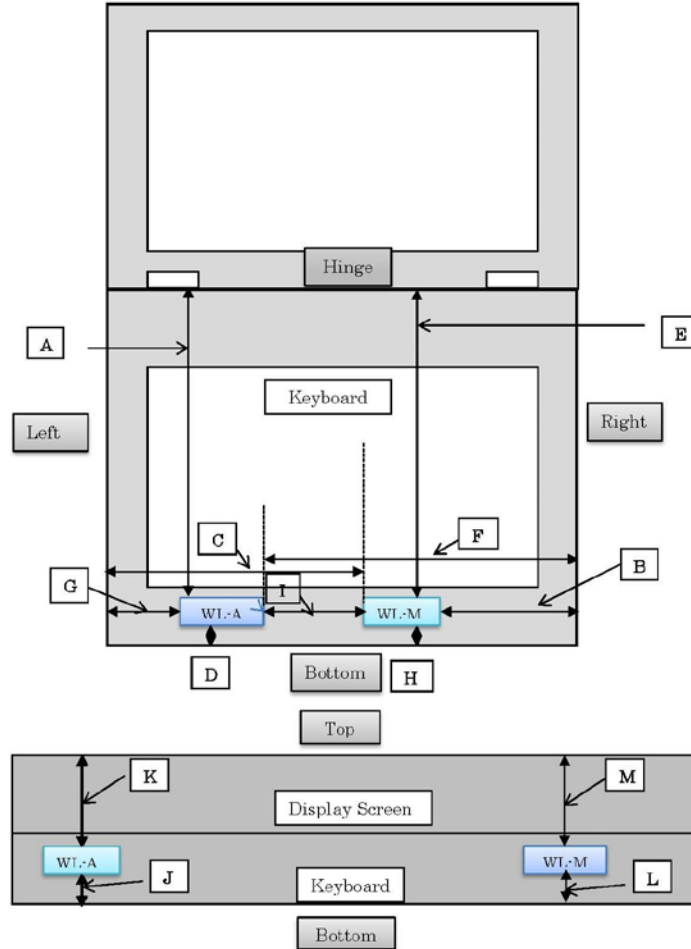 Hinge
A
E
Keyboard
Left
Right
C
F
G
I
B
WL-A
WL-M
D
Bottom
H
Top
K
M
Display Screen
WL-A
WL-M
J
Keyboard
L
Bottom